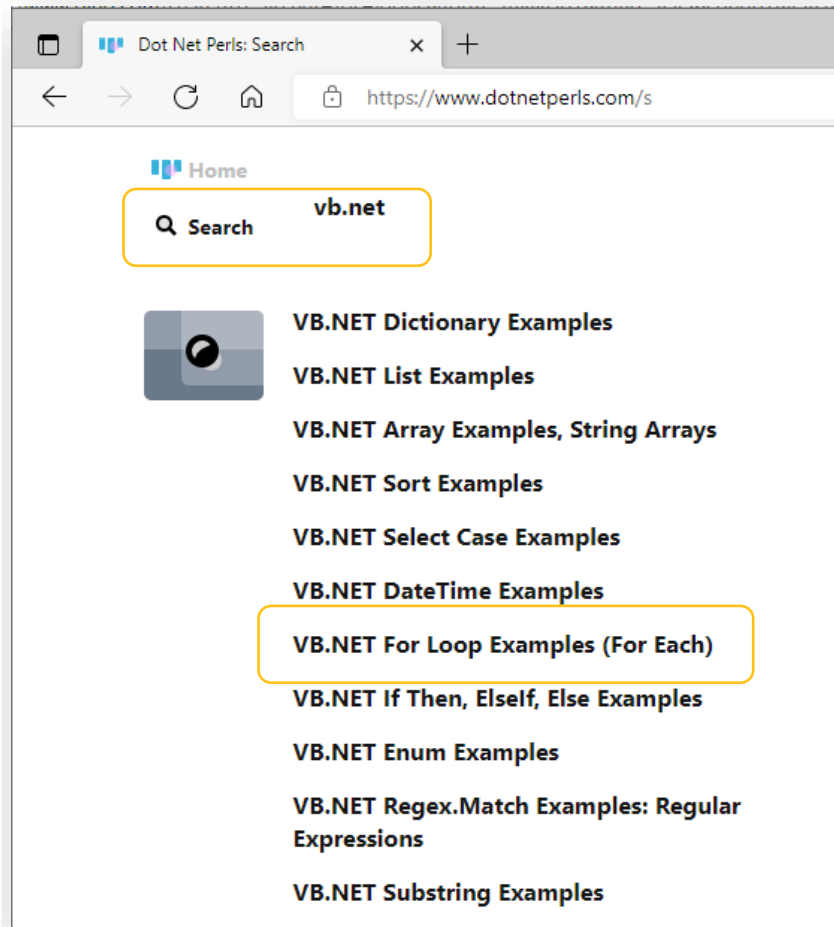 Dot Net Perls: Search
https://www.dotnetperls.com/s
Home
vb.net
Search
VB.NET Dictionary Examples
VB.NET List Examples
VB.NET Array Examples, String Arrays
VB.NET Sort Examples
VB.NET Select Case Examples
VB.NET DateTime Examples
VB.NET For Loop Examples (For Each)
VB.NET If Then, ElseIf, Else Examples
VB.NET Enum Examples
VB.NET Regex.Match Examples: Regular
Expressions
VB.NET Substring Examples